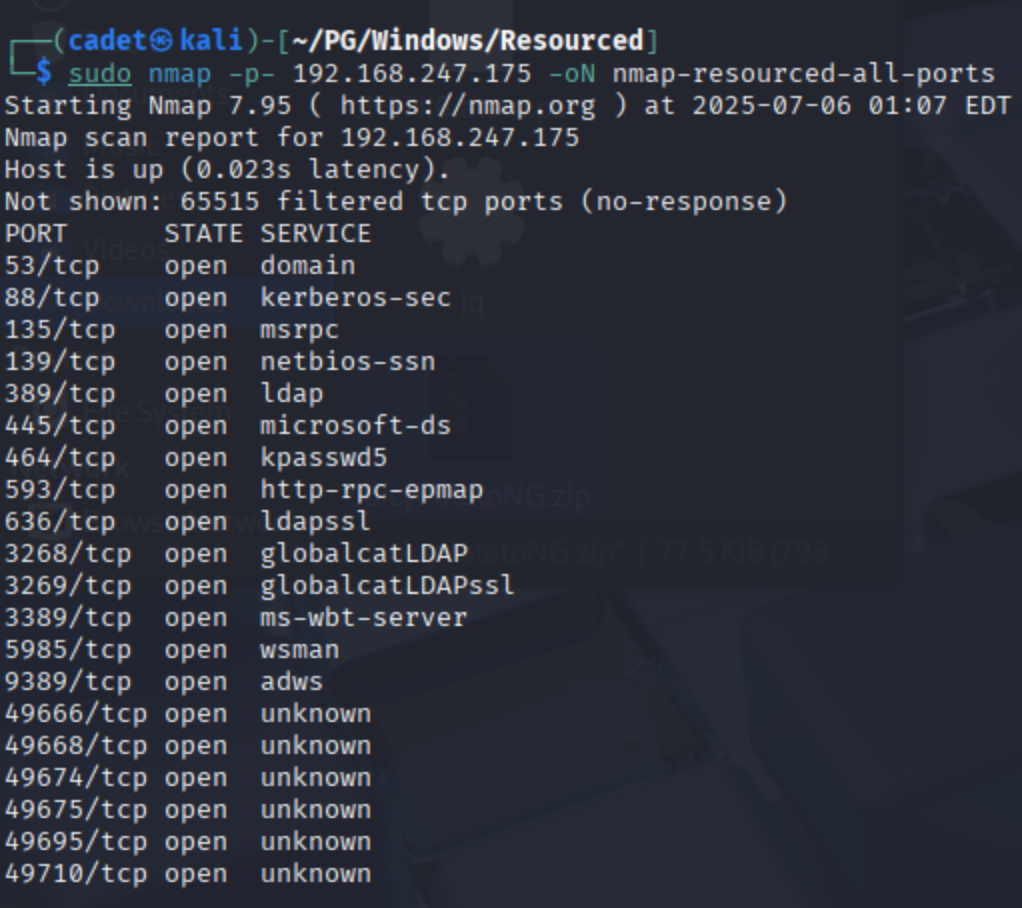 ┌──(cadet㉿kali)-[~/PG/Windows/Resourced]
└─$ sudo nmap -p- 192.168.247.175 -oN nmap-resourced-all-ports
Starting Nmap 7.95 ( https://nmap.org ) at 2025-07-06 01:07 EDT
Nmap scan report for 192.168.247.175
Host is up (0.023s latency).
Not shown: 65515 filtered tcp ports (no-response)
PORT      STATE SERVICE
53/tcp    open  domain
88/tcp    open  kerberos-sec
135/tcp   open  msrpc
139/tcp   open  netbios-ssn
389/tcp   open  ldap
445/tcp   open  microsoft-ds
464/tcp   open  kpasswd5
593/tcp   open  http-rpc-epmap
636/tcp   open  ldapssl
3268/tcp  open  globalcatLDAP
3269/tcp  open  globalcatLDAPssl
3389/tcp  open  ms-wbt-server
5985/tcp  open  wsman
9389/tcp  open  adws
49666/tcp open  unknown
49668/tcp open  unknown
49674/tcp open  unknown
49675/tcp open  unknown
49695/tcp open  unknown
49710/tcp open  unknown